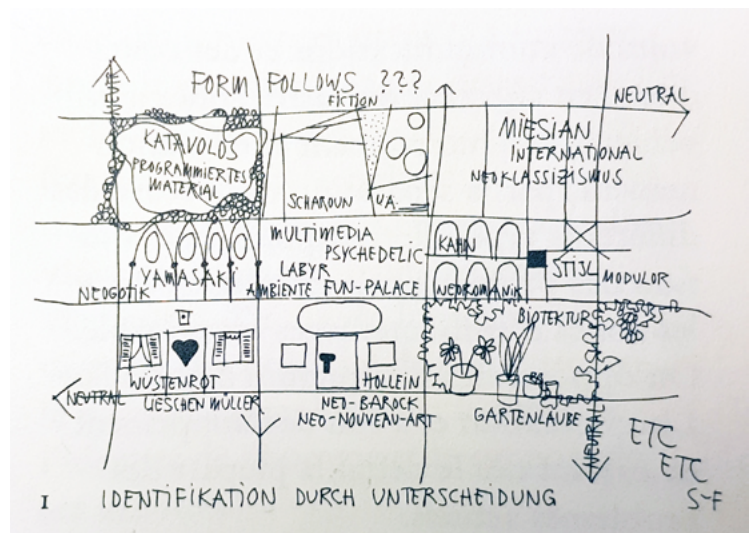 FORM FOLLOWS ???
FICTION
NEUTRAL
NEUTR
KATAVOLOS
PROGRAMMIERTES
MATERIAL
SCHAROUN U.A.
MIESIAN
INTERNATIONAL
NEOKLASSIZISMUS
YAMASAKI
NEOGOTIK
MULTIMEDIA
PSYCHEDELIC
LABYR
AMBIENTE FUN-PALACE
KAHN
NEOROMANIK
STIJL
MODULOR
WÜSTENROT
LIESCHEN MÜLLER
NEUTRAL
HOLLEIN
NEO-BAROCK
NEO-NOUVEAU-ART
BIOTEKTUR
GARTENLAUBE
NEUTRAL
ETC
ETC
S-F
I IDENTIFIKATION DURCH UNTERSCHEIDUNG